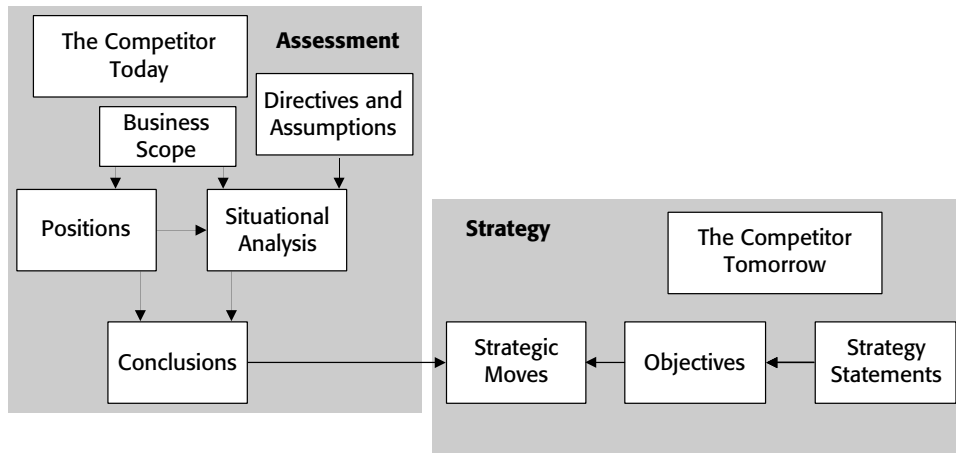 The Competitor
Today
Assessment
Directives and
Assumptions
Business
Scope
Positions
Situational
Analysis
Conclusions
Strategy
The Competitor
Tomorrow
Strategic
Moves
Objectives
Strategy
Statements